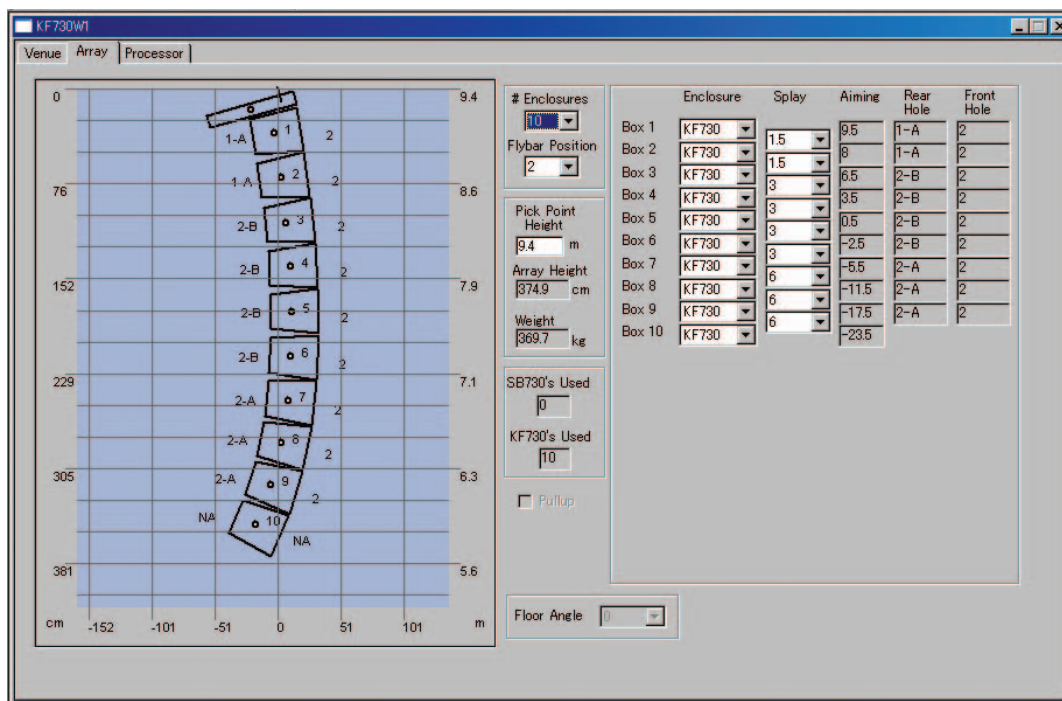 KF730W1
Venue Array Processor
0 9.4
1-A 1 2
1-A 2 2
76 8.6
2-B 3 2
2-B 4 2
152 7.9
2-B 5 2
2-B 6 2
229 7.1
2-A 7 2
2-A 8 2
305 6.3
2-A 9 2
NA 10 NA
381 5.6
cm -152 -101 -51 0 51 101 m
# Enclosures
10
Flybar Position
2
Pick Point
Height
9.4 m
Array Height
374.9 cm
Weight
369.7 kg
SB730's Used
0
KF730's Used
10
Pullup
Floor Angle 0
Enclosure Splay Aiming Rear Hole Front Hole
Box 1 KF730 1.5 9.5 1-A 2
Box 2 KF730 1.5 8 1-A 2
Box 3 KF730 3 6.5 2-B 2
Box 4 KF730 3 3.5 2-B 2
Box 5 KF730 3 0.5 2-B 2
Box 6 KF730 3 -2.5 2-B 2
Box 7 KF730 6 -5.5 2-A 2
Box 8 KF730 6 -11.5 2-A 2
Box 9 KF730 6 -17.5 2-A 2
Box 10 KF730 -23.5